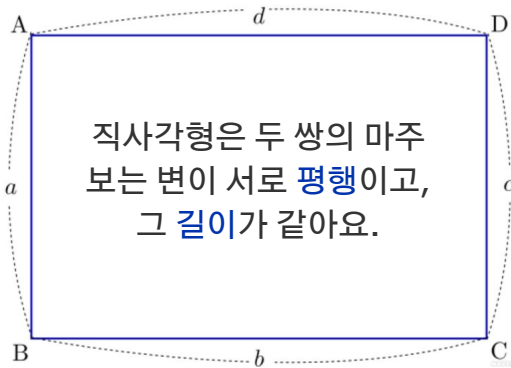 A d D
직사각형은 두 쌍의 마주
보는 변이 서로 평행이고,
a
그 길이가 같아요.
B b C